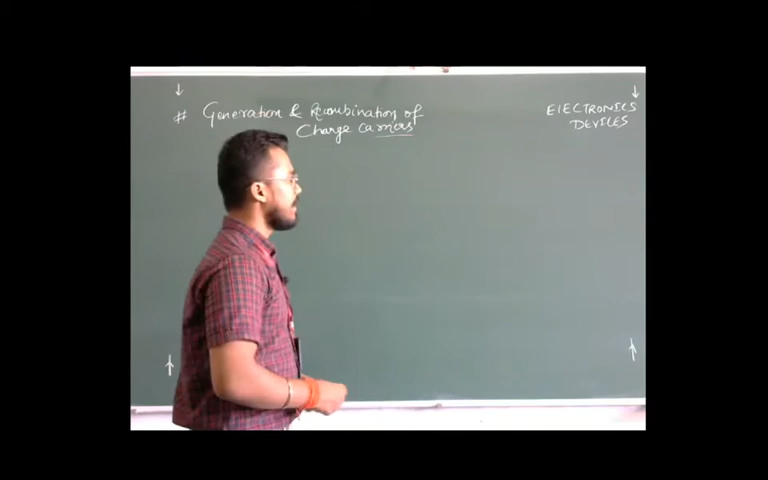 # Generation & Recombination of
Charge carriers
ELECTRONICS
DEVICES